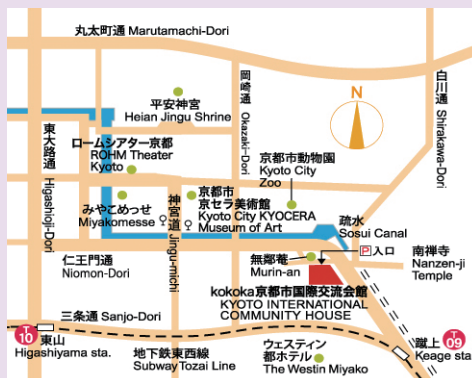 丸太町通 Marutamachi-Dori
白川通 Shirakawa-Dori
岡崎通 Okazaki-Dori
平安神宮
Heian Jingu Shrine
N
東大路通 Higashioji-Dori
ロームシアター京都
ROHM Theater
Kyoto
京都市動物園
Kyoto City
Zoo
みやこめっせ
Miyakomesse
神宮道 Jingu-michi
京都市
京セラ美術館
Kyoto City KYOCERA
Museum of Art
疏水
Sosui Canal
P入口
南禅寺
Nanzen-ji
Temple
仁王門通
Niomon-Dori
無鄰菴
Murin-an
kokoka京都市国際交流会館
KYOTO INTERNATIONAL
COMMUNITY HOUSE
三条通 Sanjo-Dori
T
10
東山
Higashiyama sta.
地下鉄東西線
Subway Tozai Line
ウェスティン
都ホテル
The Westin Miyako
蹴上
Keage sta.
T
09